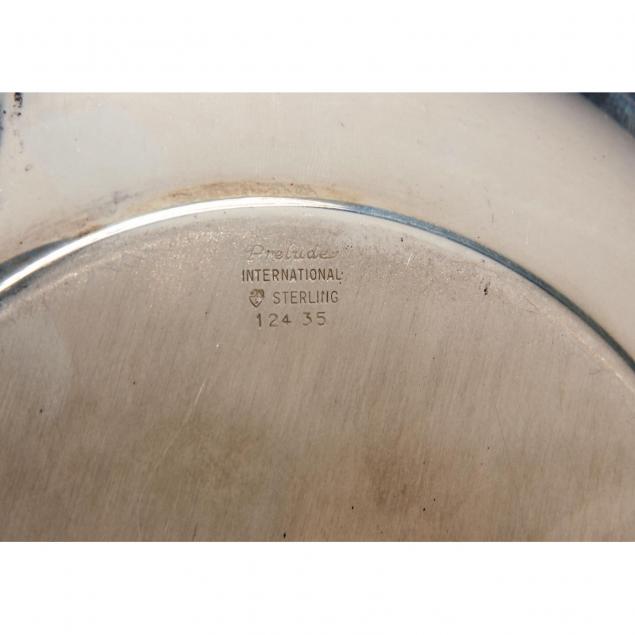 Prelude
INTERNATIONAL
STERLING
124 35